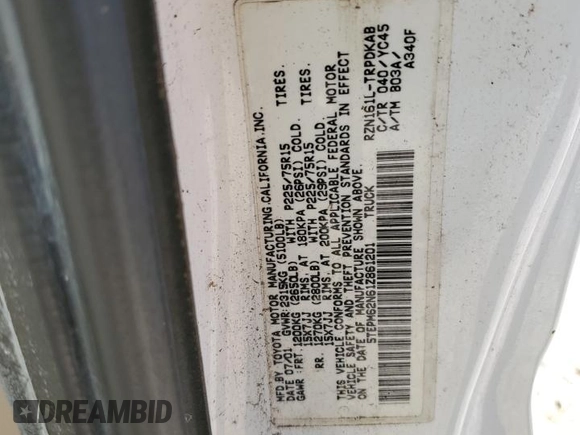 MFD BY TOYOTA MOTOR MANUFACTURING,CALIFORNIA,INC.
DATE 07/01 GVWR 2315KG (5100LB)
GAWR: FRT. 1200KG (2650LB) WITH P225/75R15 TIRES.
15X7JJ RIMS. AT 180KPA (26PSI) COLD.
RR. 1270KG (2800LB) WITH P225/75R15 TIRES.
15X7JJ RIMS. AT 200KPA (29PSI) COLD.
THIS VEHICLE CONFORMS TO ALL APPLICABLE FEDERAL MOTOR
VEHICLE SAFETY AND THEFT PREVENTION STANDARDS IN EFFECT
ON THE DATE OF MANUFACTURE SHOWN ABOVE.
5TEPM62N61Z861201 TRUCK
RZN161L-TRPDKAB
C/TR 040/YC45
A/TM B03A/
A340F
DREAMBID